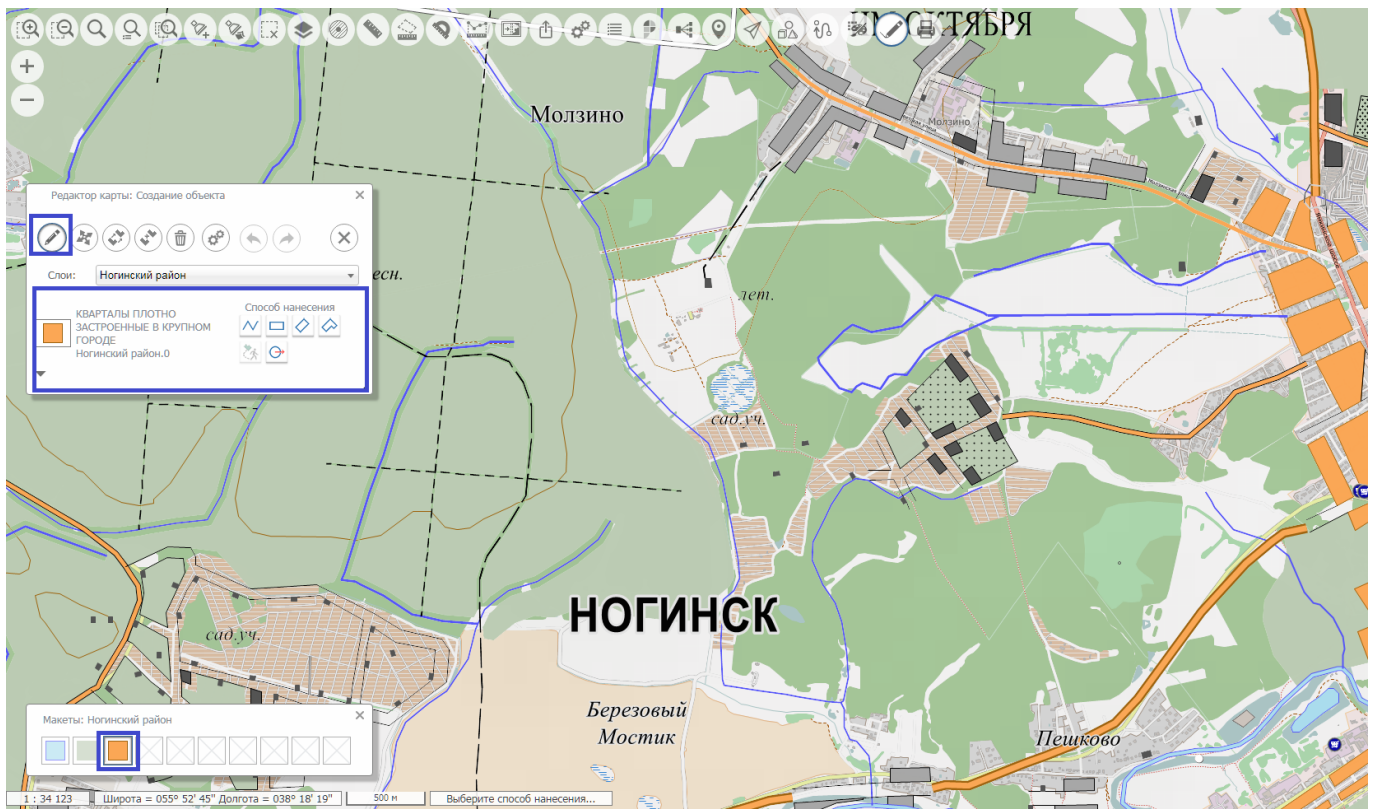 ИМ.ОКТЯБРЯ
Молзино
Молзино
Редактор карты: Создание объекта
Слои:
Ногинский район
есн.
КВАРТАЛЫ ПЛОТНО
ЗАСТРОЕННЫЕ В КРУПНОМ
ГОРОДЕ
Ногинский район.0
Способ нанесения
лет.
сад.уч.
НОГИНСК
сад.уч.
Березовый
Мостик
Пешково
Макеты: Ногинский район
1 : 34 123
Широта = 055° 52' 45" Долгота = 038° 18' 19"
500 м
Выберите способ нанесения...